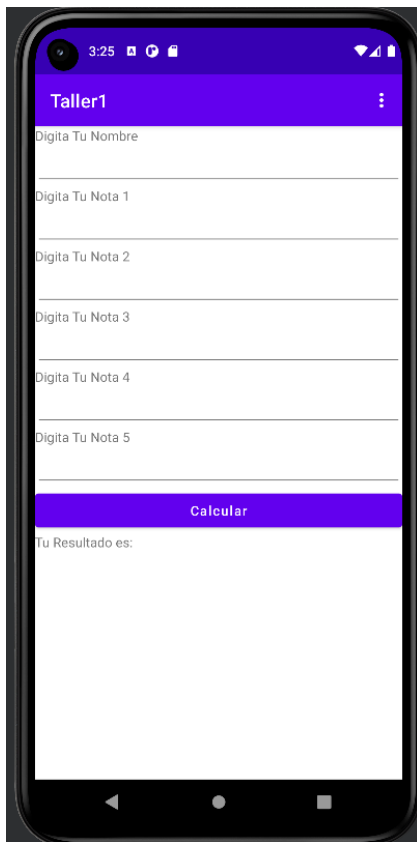 3:25
Taller1
Digita Tu Nombre
Digita Tu Nota 1
Digita Tu Nota 2
Digita Tu Nota 3
Digita Tu Nota 4
Digita Tu Nota 5
Calcular
Tu Resultado es: